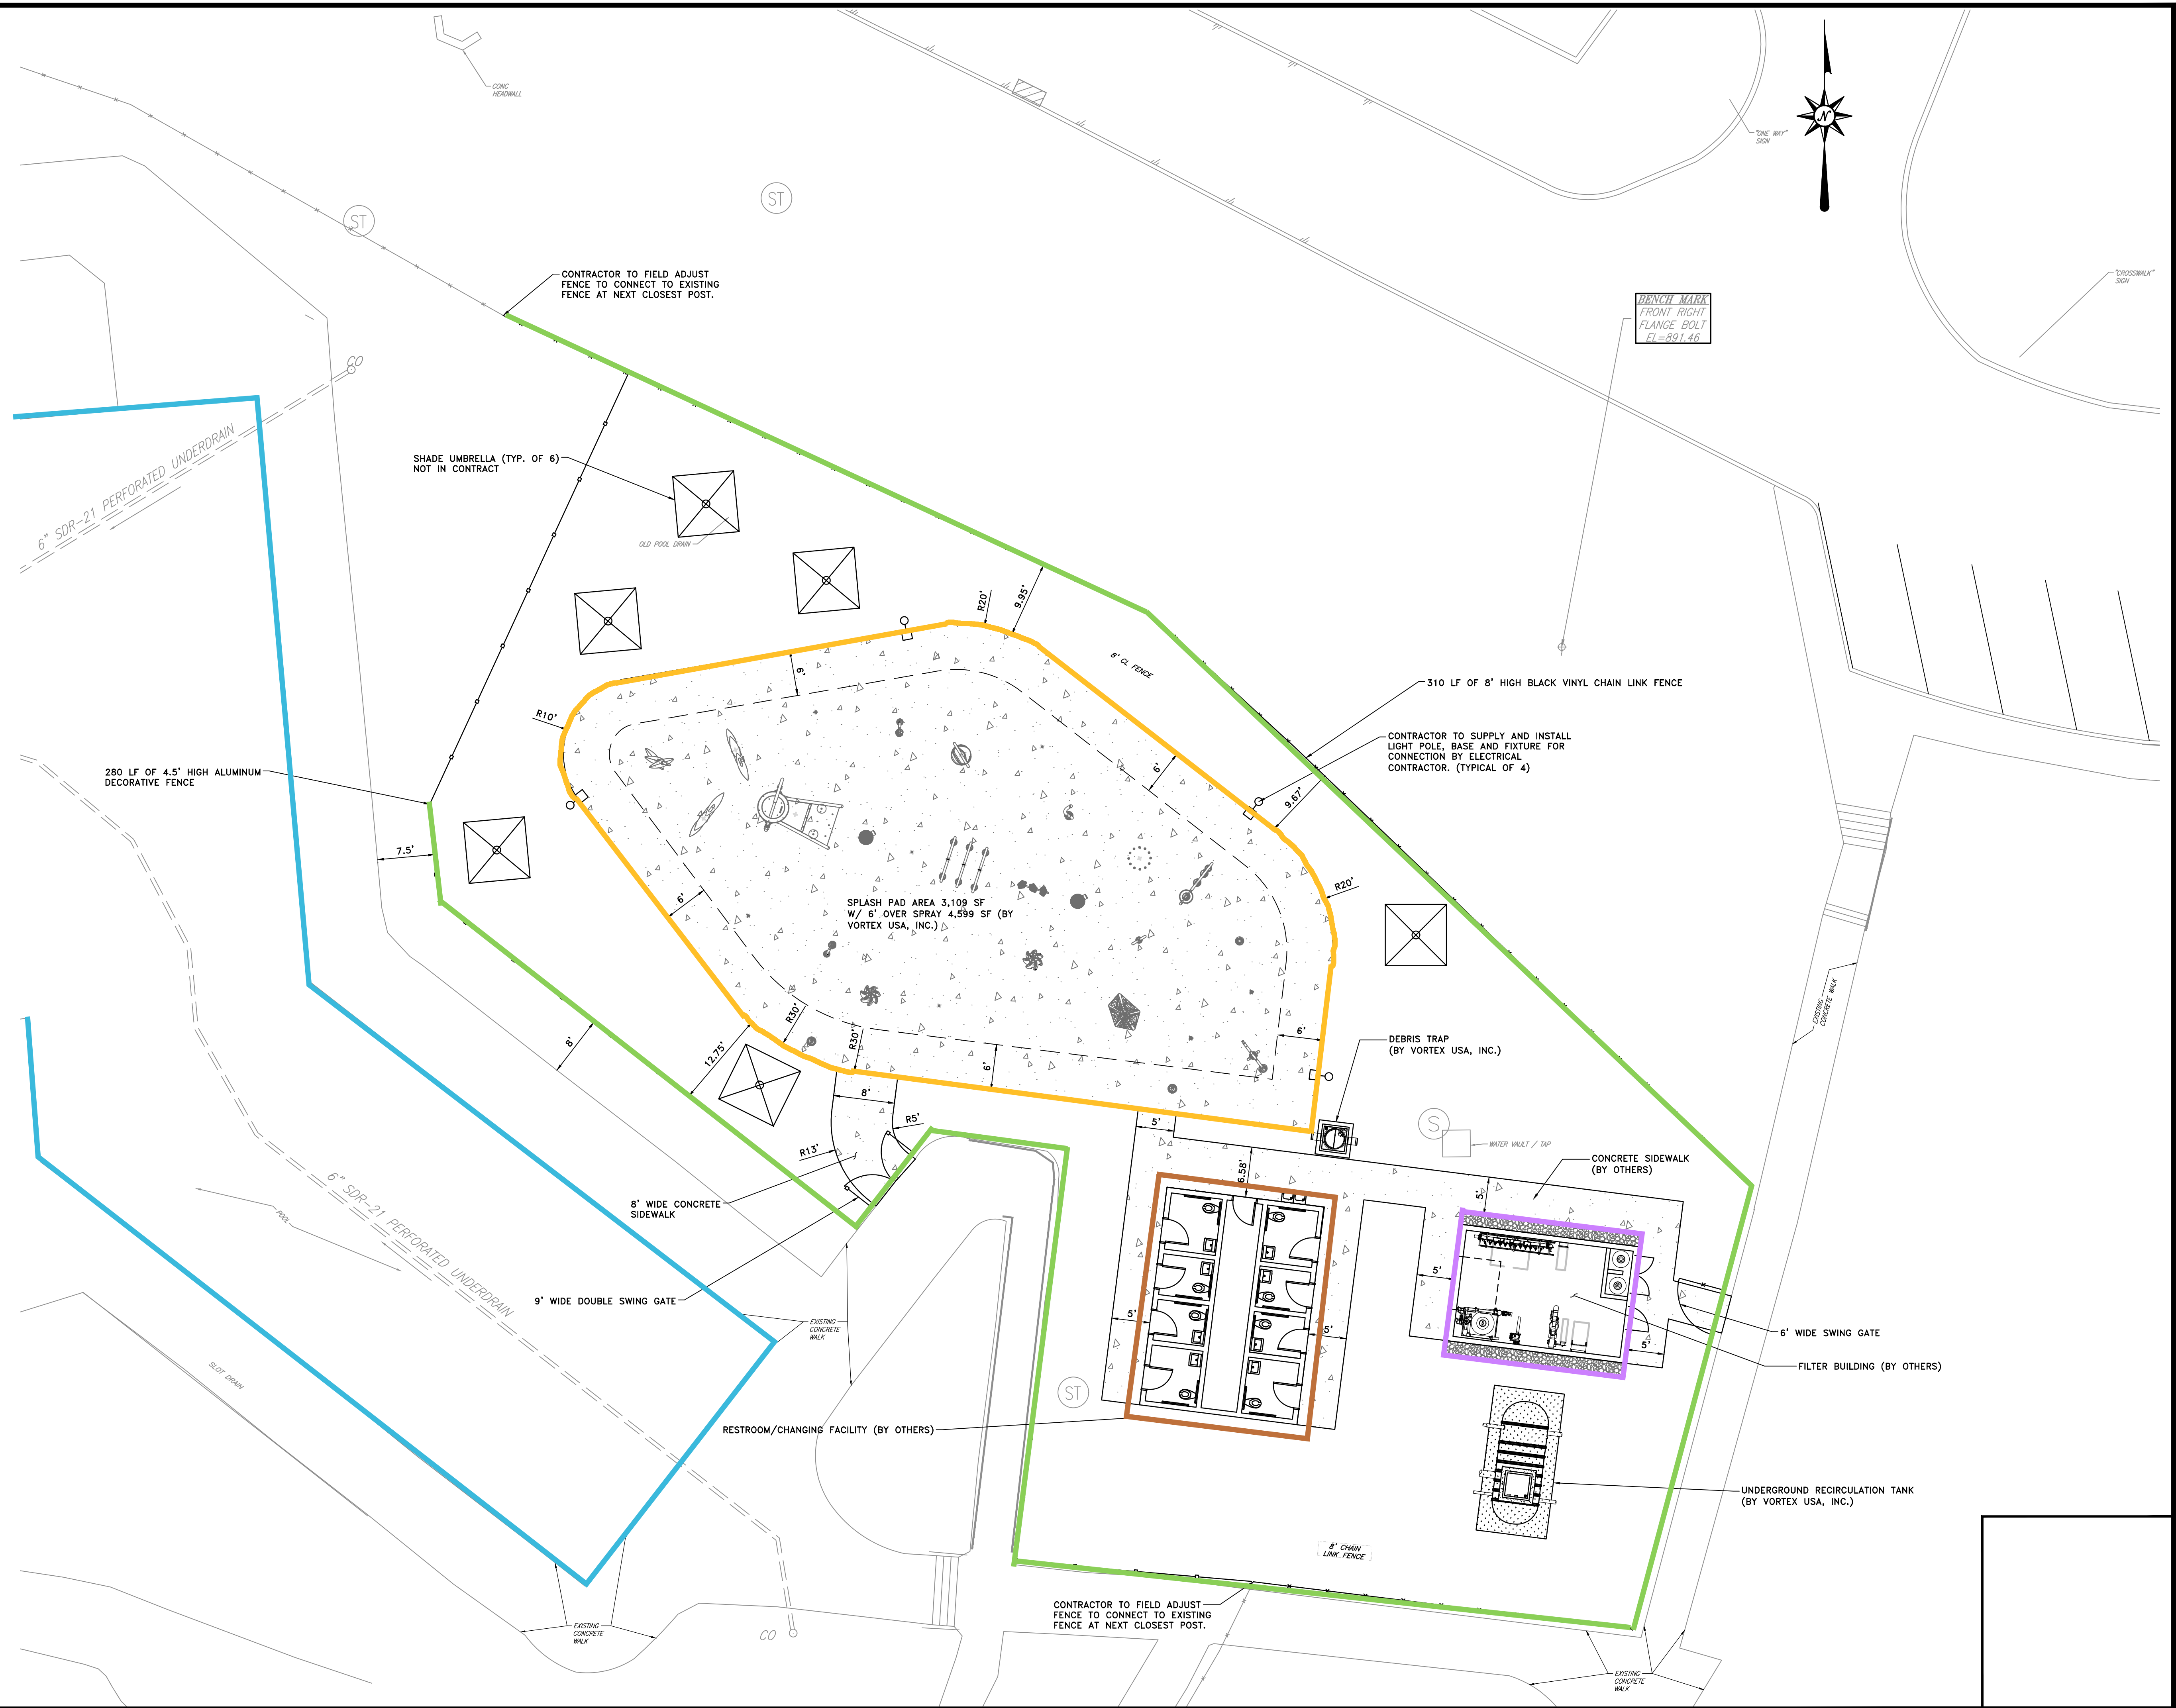 CONC
HEADWALL
"ONE WAY"
SIGN
N
ST
ST
"CROSSWALK"
SIGN
CONTRACTOR TO FIELD ADJUST
FENCE TO CONNECT TO EXISTING
FENCE AT NEXT CLOSEST POST.
BENCH MARK
FRONT RIGHT
FLANGE BOLT
EL=891.46
CO
6" SDR-21 PERFORATED UNDERDRAIN
SHADE UMBRELLA (TYP. OF 6)
NOT IN CONTRACT
OLD POOL DRAIN
R20'
9.95'
8' CL FENCE
6'
310 LF OF 8' HIGH BLACK VINYL CHAIN LINK FENCE
R10'
CONTRACTOR TO SUPPLY AND INSTALL
LIGHT POLE, BASE AND FIXTURE FOR
CONNECTION BY ELECTRICAL
CONTRACTOR. (TYPICAL OF 4)
6'
9.67'
280 LF OF 4.5' HIGH ALUMINUM
DECORATIVE FENCE
7.5'
R20'
6'
SPLASH PAD AREA 3,109 SF
W/ 6' OVER SPRAY 4,599 SF (BY
VORTEX USA, INC.)
EXISTING
CONCRETE WALK
8'
12.75'
R30'
R30'
6'
6'
DEBRIS TRAP
(BY VORTEX USA, INC.)
8'
R5'
R13'
5'
S
WATER VAULT / TAP
6.58'
CONCRETE SIDEWALK
(BY OTHERS)
5'
8' WIDE CONCRETE
SIDEWALK
6" SDR-21 PERFORATED UNDERDRAIN
POOL
5'
9' WIDE DOUBLE SWING GATE
EXISTING
CONCRETE
WALK
5'
5'
5'
6' WIDE SWING GATE
FILTER BUILDING (BY OTHERS)
SLOT DRAIN
ST
RESTROOM/CHANGING FACILITY (BY OTHERS)
UNDERGROUND RECIRCULATION TANK
(BY VORTEX USA, INC.)
8' CHAIN
LINK FENCE
CONTRACTOR TO FIELD ADJUST
FENCE TO CONNECT TO EXISTING
FENCE AT NEXT CLOSEST POST.
EXISTING
CONCRETE
WALK
CO
EXISTING
CONCRETE
WALK